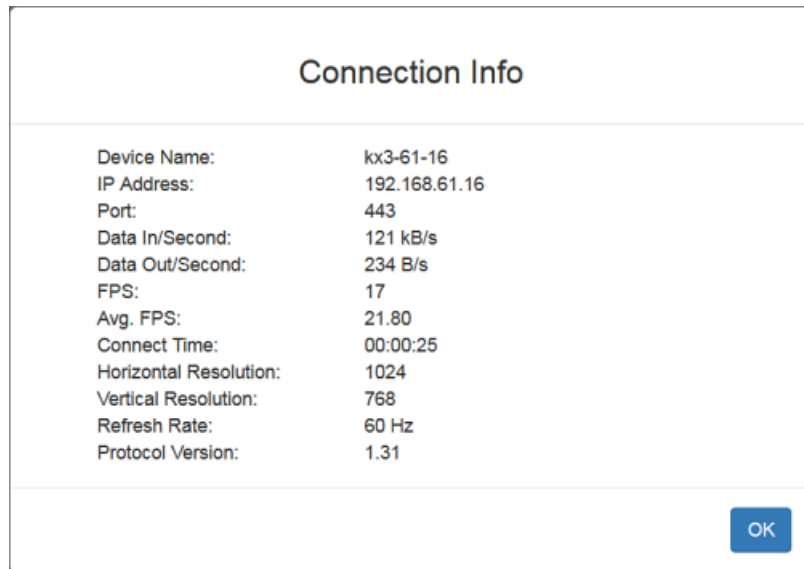 Connection Info
Device Name: kx3-61-16
IP Address: 192.168.61.16
Port: 443
Data In/Second: 121 kB/s
Data Out/Second: 234 B/s
FPS: 17
Avg. FPS: 21.80
Connect Time: 00:00:25
Horizontal Resolution: 1024
Vertical Resolution: 768
Refresh Rate: 60 Hz
Protocol Version: 1.31
OK